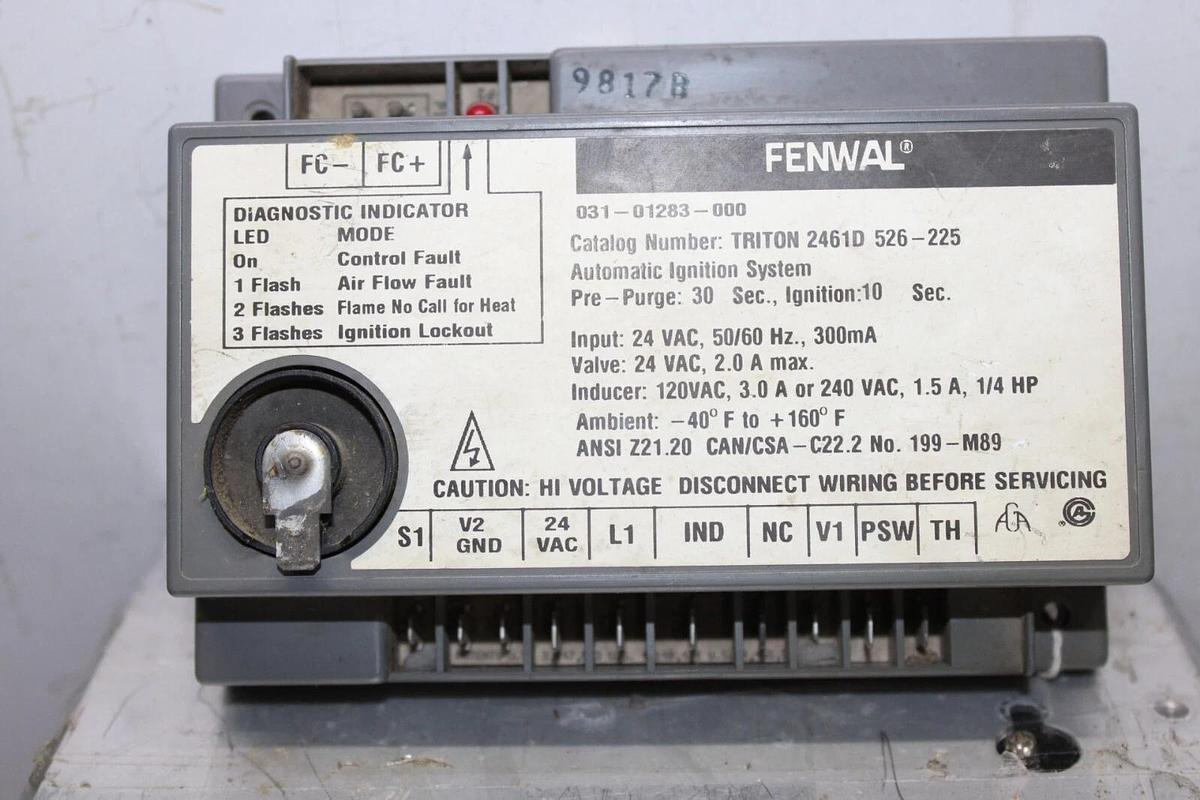 9817B
FC- FC+
FENWAL®
DIAGNOSTIC INDICATOR
LED MODE
On Control Fault
1 Flash Air Flow Fault
2 Flashes Flame No Call for Heat
3 Flashes Ignition Lockout
031-01283-000
Catalog Number: TRITON 2461D 526-225
Automatic Ignition System
Pre-Purge: 30 Sec., Ignition:10 Sec.
Input: 24 VAC, 50/60 Hz., 300mA
Valve: 24 VAC, 2.0 A max.
Inducer: 120VAC, 3.0 A or 240 VAC, 1.5 A, 1/4 HP
Ambient: -40° F to +160° F
ANSI Z21.20 CAN/CSA-C22.2 No. 199-M89
CAUTION: HI VOLTAGE DISCONNECT WIRING BEFORE SERVICING
S1 V2 GND 24 VAC L1 IND NC V1 PSW TH